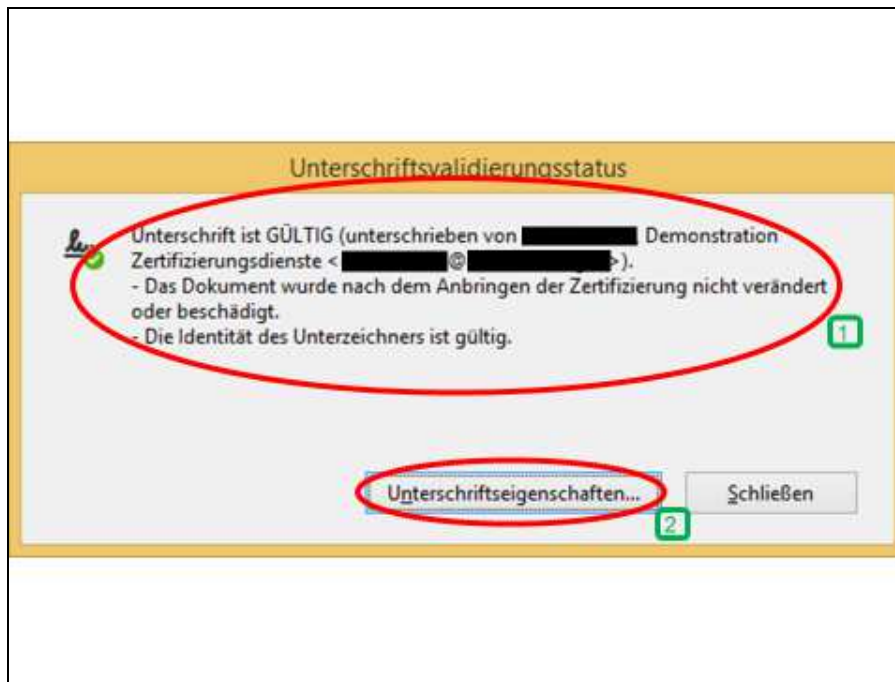 Unterschriftsvalidierungsstatus
Unterschrift ist GÜLTIG (unterschrieben von Demonstration
Zertifizierungsdienste < @ >).
- Das Dokument wurde nach dem Anbringen der Zertifizierung nicht verändert
oder beschädigt.
- Die Identität des Unterzeichners ist gültig.
1
Unterschriftseigenschaften...
Schließen
2